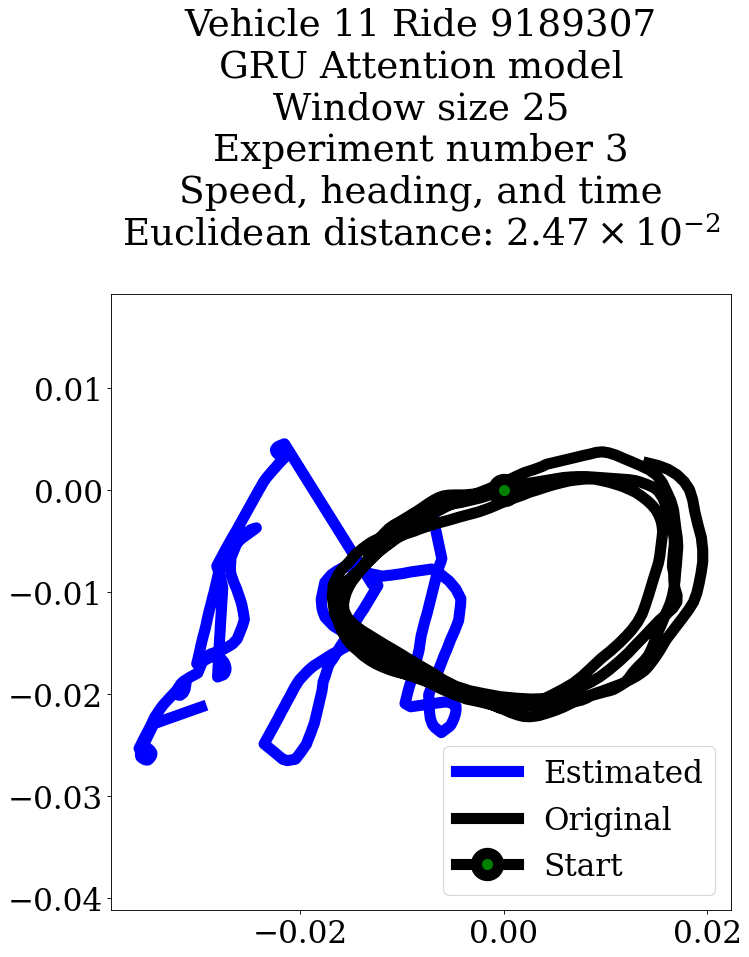 Vehicle 11 Ride 9189307
GRU Attention model
Window size 25
Experiment number 3
Speed, heading, and time
Euclidean distance: 2.47 × 10⁻²
0.01
0.00
−0.01
−0.02
−0.03
−0.04
Estimated
Original
Start
−0.02
0.00
0.02